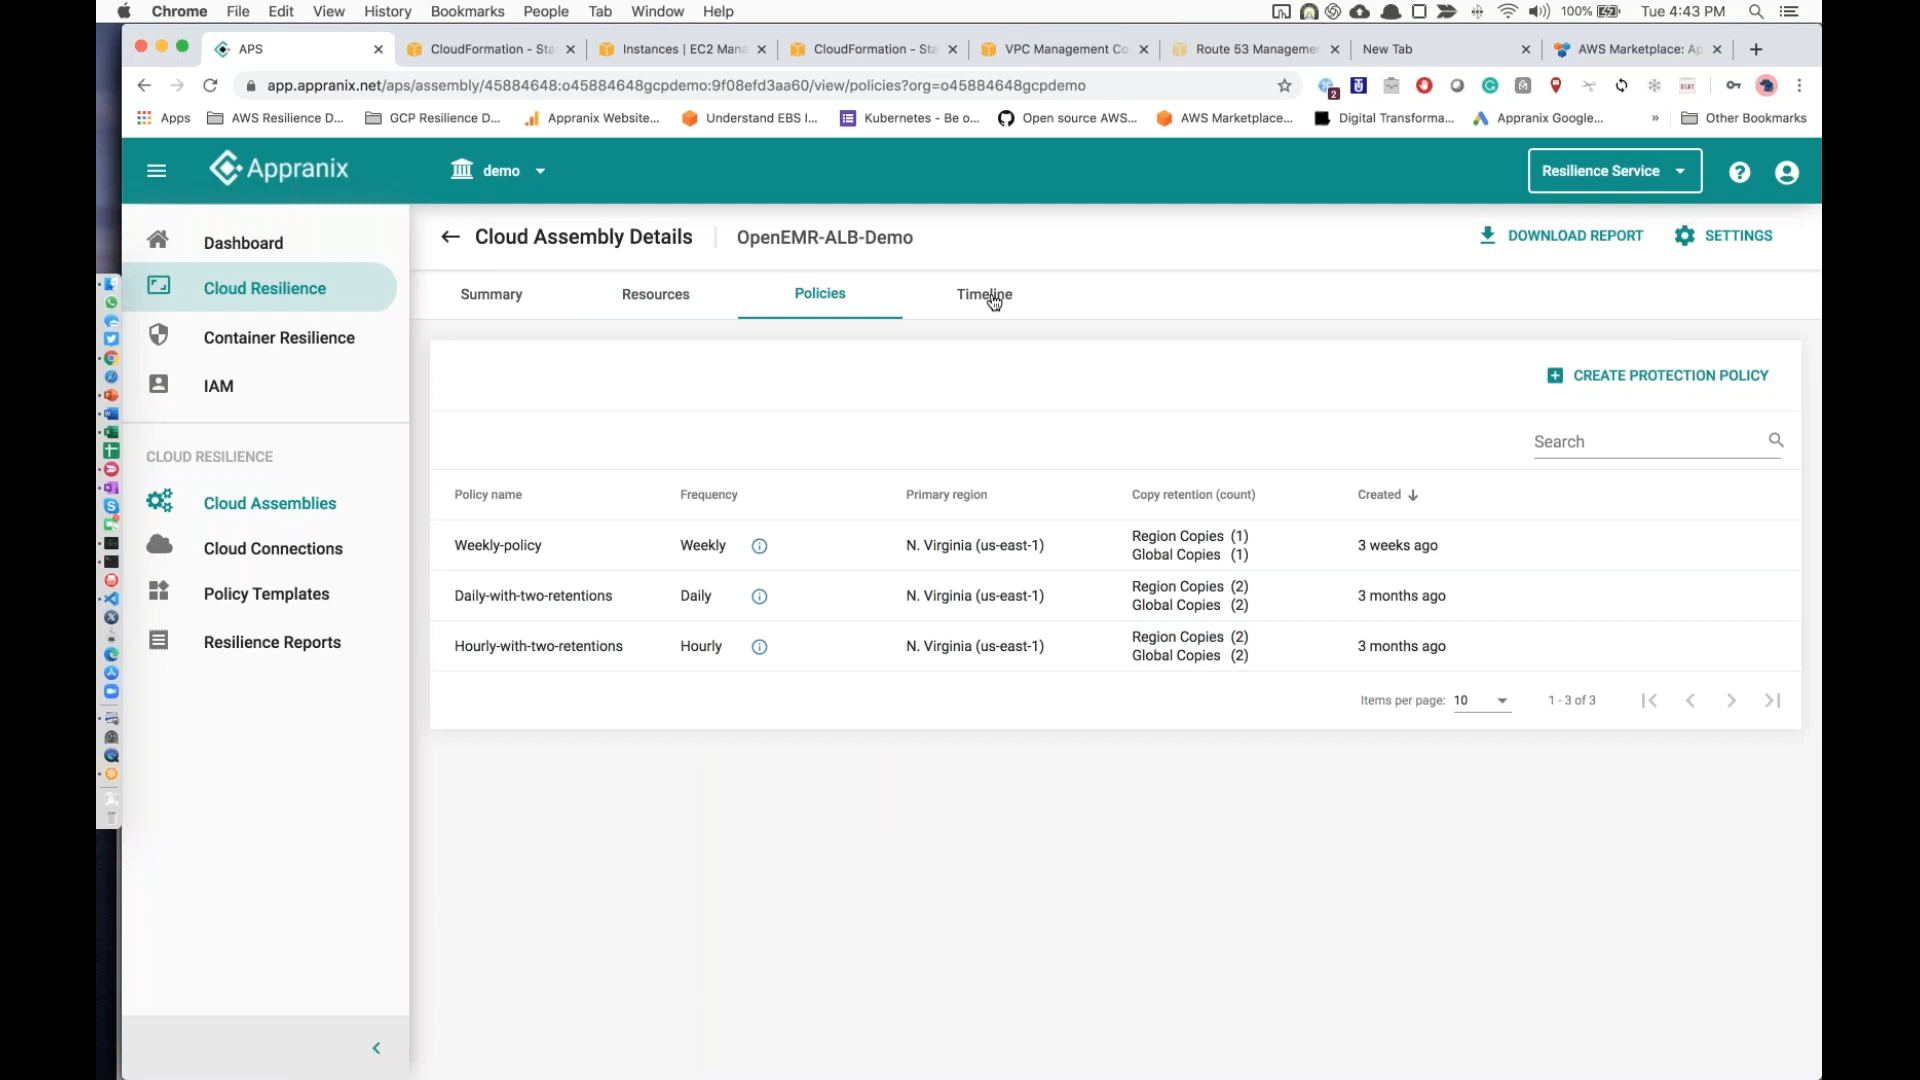 Chrome File Edit View History Bookmarks People Tab Window Help 100% Tue 4:43 PM
APS CloudFormation - Sta Instances | EC2 Mana CloudFormation - Sta VPC Management Co Route 53 Managemen New Tab AWS Marketplace: Ap
app.appranix.net/aps/assembly/45884648:o45884648gcpdemo:9f08efd3aa60/view/policies?org=o45884648gcpdemo 2
Apps AWS Resilience D... GCP Resilience D... Appranix Website... Understand EBS I... Kubernetes - Be o... Open source AWS... AWS Marketplace... Digital Transforma... Appranix Google... » Other Bookmarks
Appranix demo Resilience Service ?
Cloud Assembly Details OpenEMR-ALB-Demo DOWNLOAD REPORT SETTINGS
Dashboard
Cloud Resilience
Container Resilience
IAM
CLOUD RESILIENCE
Cloud Assemblies
Cloud Connections
Policy Templates
Resilience Reports
Summary Resources Policies Timeline
CREATE PROTECTION POLICY
Search
Policy name Frequency Primary region Copy retention (count) Created
Weekly-policy Weekly N. Virginia (us-east-1) Region Copies (1) 3 weeks ago
Global Copies (1)
Daily-with-two-retentions Daily N. Virginia (us-east-1) Region Copies (2) 3 months ago
Global Copies (2)
Hourly-with-two-retentions Hourly N. Virginia (us-east-1) Region Copies (2) 3 months ago
Global Copies (2)
Items per page: 10 1 - 3 of 3